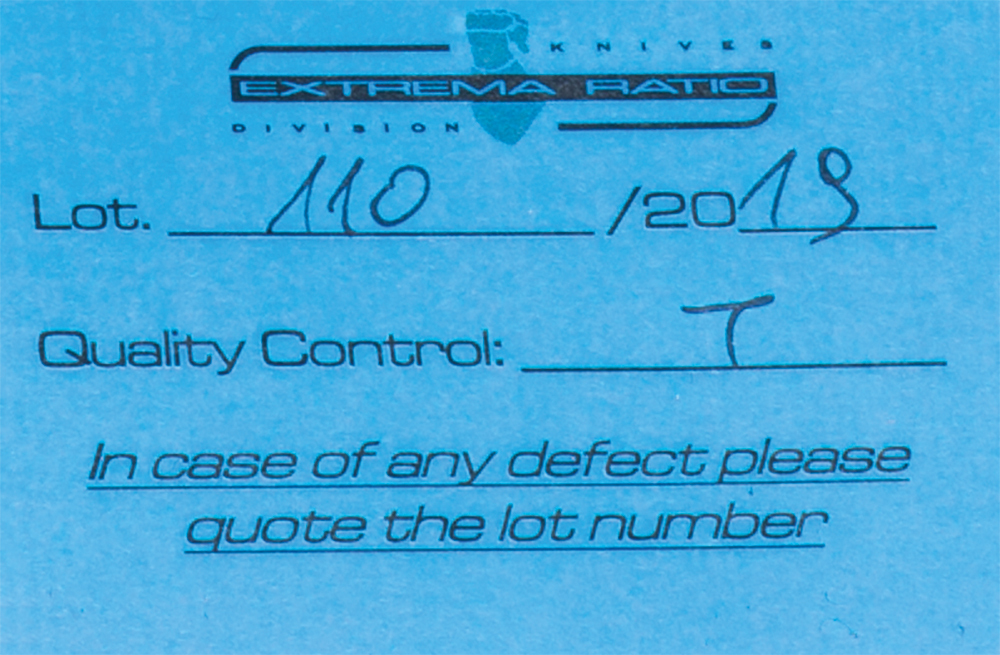 KNIVES
EXTREMA RATIO
DIVISION
Lot. 110 /2019
Quality Control: T
In case of any defect please
quote the lot number